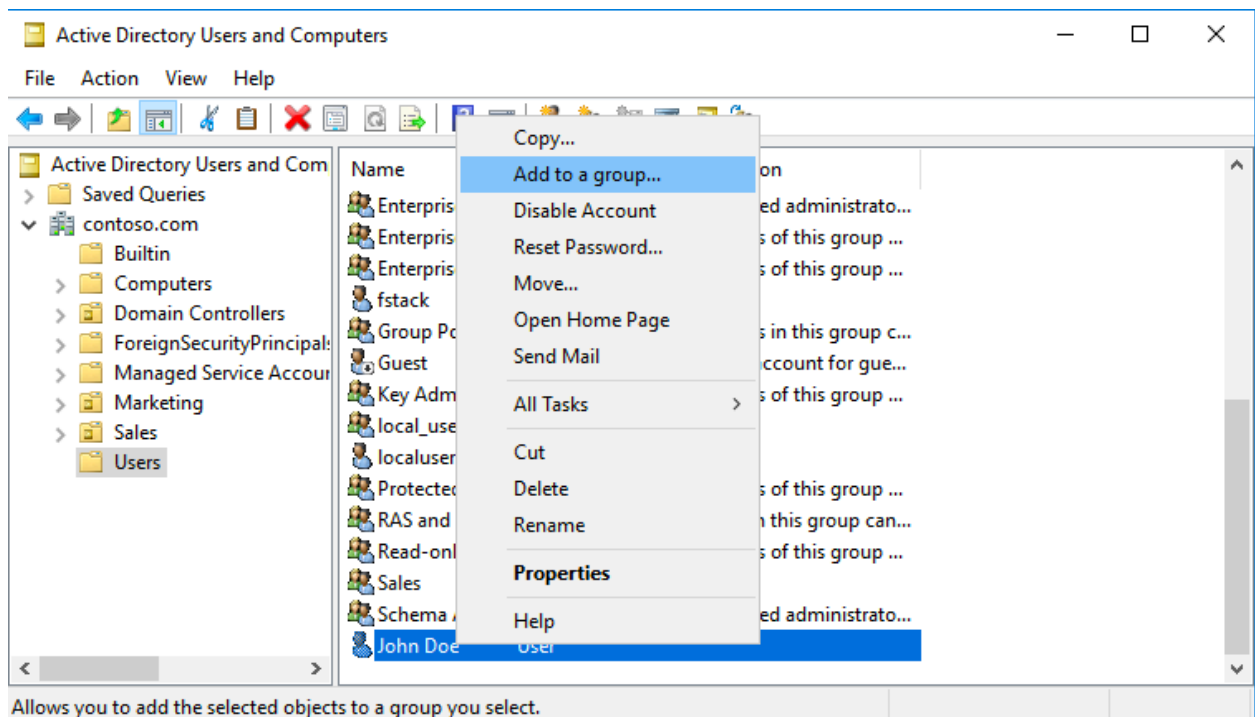 Active Directory Users and Computers
File Action View Help
Active Directory Users and Com
Saved Queries
contoso.com
Builtin
Computers
Domain Controllers
ForeignSecurityPrincipal
Managed Service Accour
Marketing
Sales
Users
Name on
Enterpris ed administrato...
Enterpris s of this group ...
Enterpris s of this group ...
fstack
Group Po s in this group c...
Guest account for gue...
Key Adm s of this group ...
local_use
localuser
Protected s of this group ...
RAS and n this group can...
Read-onl s of this group ...
Sales
Schema ed administrato...
John Doe User
Copy...
Add to a group...
Disable Account
Reset Password...
Move...
Open Home Page
Send Mail
All Tasks
Cut
Delete
Rename
Properties
Help
Allows you to add the selected objects to a group you select.